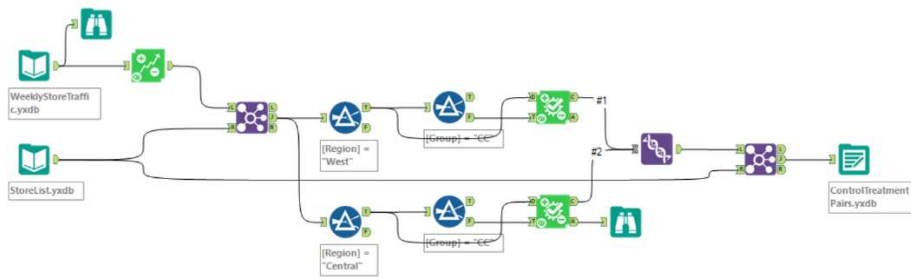 WeeklyStoreTraffi
c.yxdb
StoreList.yxdb
L
J
R
L
R
[Region] =
"West"
T
F
[Group] = "CC"
T
F
#1
#2
[Region] =
"Central"
T
F
[Group] = "CC"
T
F
L
J
R
L
R
ControlTreatment
Pairs.yxdb